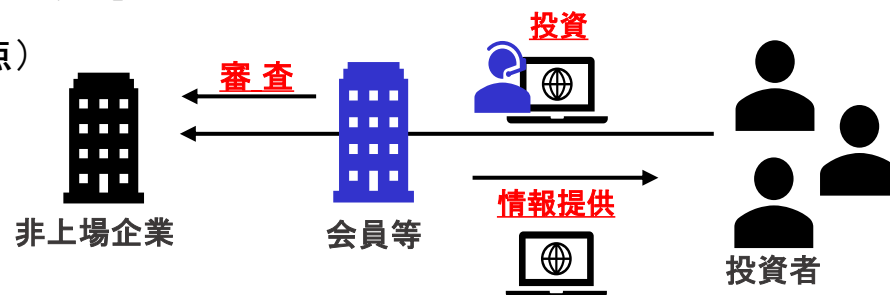 点）
投資
審 査
情報提供
非上場企業
会員等
投資者